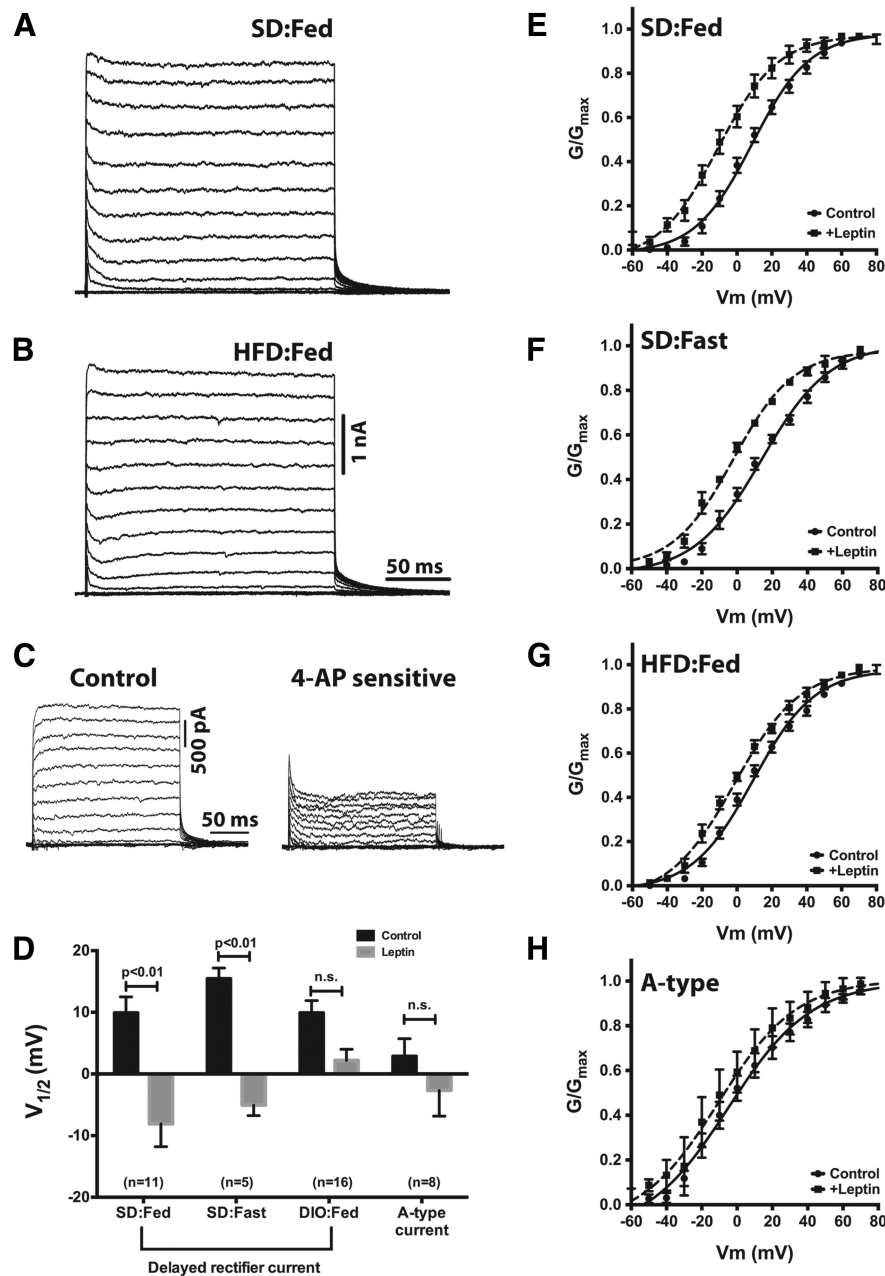 A
SD:Fed
B
HFD:Fed
1 nA
50 ms
C
Control
4-AP sensitive
500 pA
50 ms
D
Control
Leptin
20
10
0
-10
-20
V1/2 (mV)
p<0.01
p<0.01
n.s.
n.s.
(n=11)
(n=5)
(n=16)
(n=8)
SD:Fed
SD:Fast
DIO:Fed
A-type
current
Delayed rectifier current
E
SD:Fed
1.0
0.8
0.6
0.4
0.2
0.0
G/Gmax
Control
+Leptin
-60 -40 -20 0 20 40 60 80
Vm (mV)
F
SD:Fast
1.0
0.8
0.6
0.4
0.2
0.0
G/Gmax
Control
+Leptin
-60 -40 -20 0 20 40 60 80
Vm (mV)
G
HFD:Fed
1.0
0.8
0.6
0.4
0.2
0.0
G/Gmax
Control
+Leptin
-60 -40 -20 0 20 40 60 80
Vm (mV)
H
A-type
1.0
0.8
0.6
0.4
0.2
0.0
G/Gmax
Control
+Leptin
-60 -40 -20 0 20 40 60 80
Vm (mV)